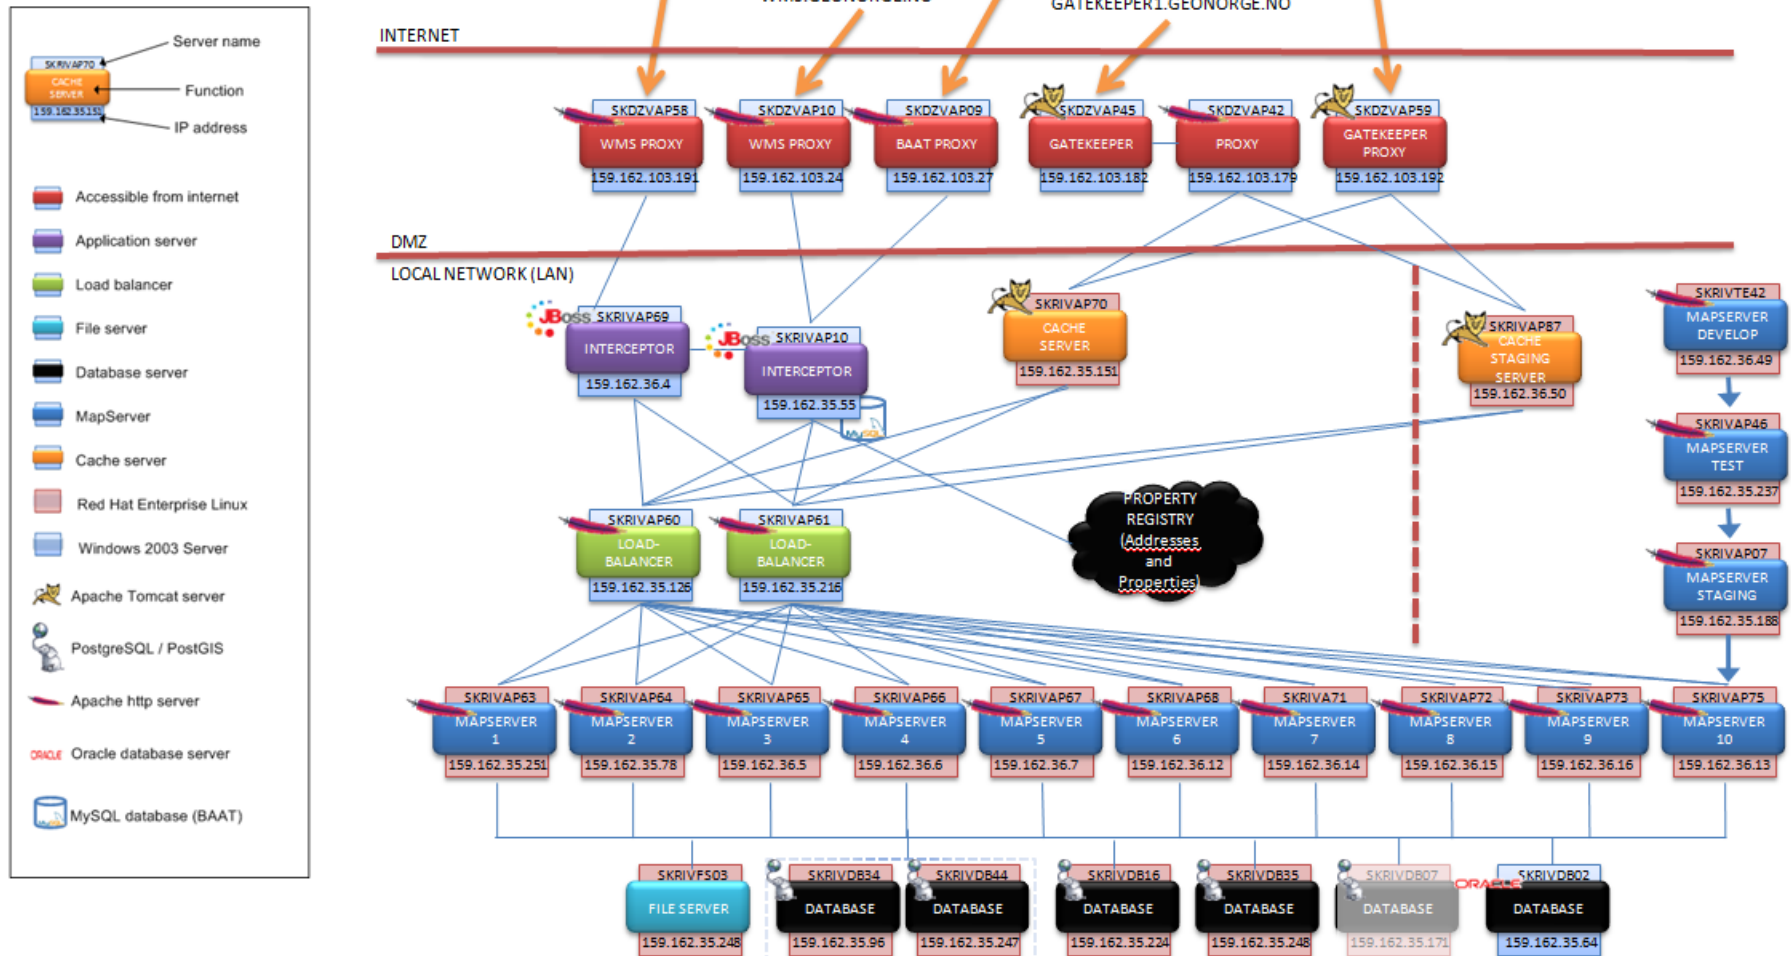 Server name
SKRIVAP70
CACHE
SERVER
Function
159.162.35.151
IP address
Accessible from internet
Application server
Load balancer
File server
Database server
MapServer
Cache server
Red Hat Enterprise Linux
Windows 2003 Server
Apache Tomcat server
PostgreSQL / PostGIS
Apache http server
ORACLE Oracle database server
MySQL database (BAAT)
GATEKEEPER1.GEONORGE.NO
INTERNET
SKDZVAP58
WMS PROXY
159.162.103.191
SKDZVAP10
WMS PROXY
159.162.103.24
SKDZVAP09
BAAT PROXY
159.162.103.27
SKDZVAP45
GATEKEEPER
159.162.103.182
SKDZVAP42
PROXY
159.162.103.179
SKDZVAP59
GATEKEEPER
PROXY
159.162.103.192
DMZ
LOCAL NETWORK (LAN)
JBoss
SKRIVAP69
INTERCEPTOR
159.162.36.4
JBoss
SKRIVAP10
INTERCEPTOR
159.162.35.55
MySQL
SKRIVAP70
CACHE
SERVER
159.162.35.151
SKRIVAP87
CACHE
STAGING
SERVER
159.162.36.50
SKRIVTE42
MAPSERVER
DEVELOP
159.162.36.49
SKRIVAP46
MAPSERVER
TEST
159.162.35.237
SKRIVAP07
MAPSERVER
STAGING
159.162.35.188
PROPERTY
REGISTRY
(Addresses
and
Properties)
SKRIVAP60
LOAD-
BALANCER
159.162.35.126
SKRIVAP61
LOAD-
BALANCER
159.162.35.216
SKRIVAP63
MAPSERVER
1
159.162.35.251
SKRIVAP64
MAPSERVER
2
159.162.35.78
SKRIVAP65
MAPSERVER
3
159.162.36.5
SKRIVAP66
MAPSERVER
4
159.162.36.6
SKRIVAP67
MAPSERVER
5
159.162.36.7
SKRIVAP68
MAPSERVER
6
159.162.36.12
SKRIVA71
MAPSERVER
7
159.162.36.14
SKRIVAP72
MAPSERVER
8
159.162.36.15
SKRIVAP73
MAPSERVER
9
159.162.36.16
SKRIVAP75
MAPSERVER
10
159.162.36.13
SKRIVFS03
FILE SERVER
159.162.35.248
SKRIVDB34
DATABASE
159.162.35.96
SKRIVDB44
DATABASE
159.162.35.247
SKRIVDB16
DATABASE
159.162.35.224
SKRIVDB35
DATABASE
159.162.35.248
SKRIVDB07
DATABASE
159.162.35.171
ORACLE
SKRIVDB02
DATABASE
159.162.35.64